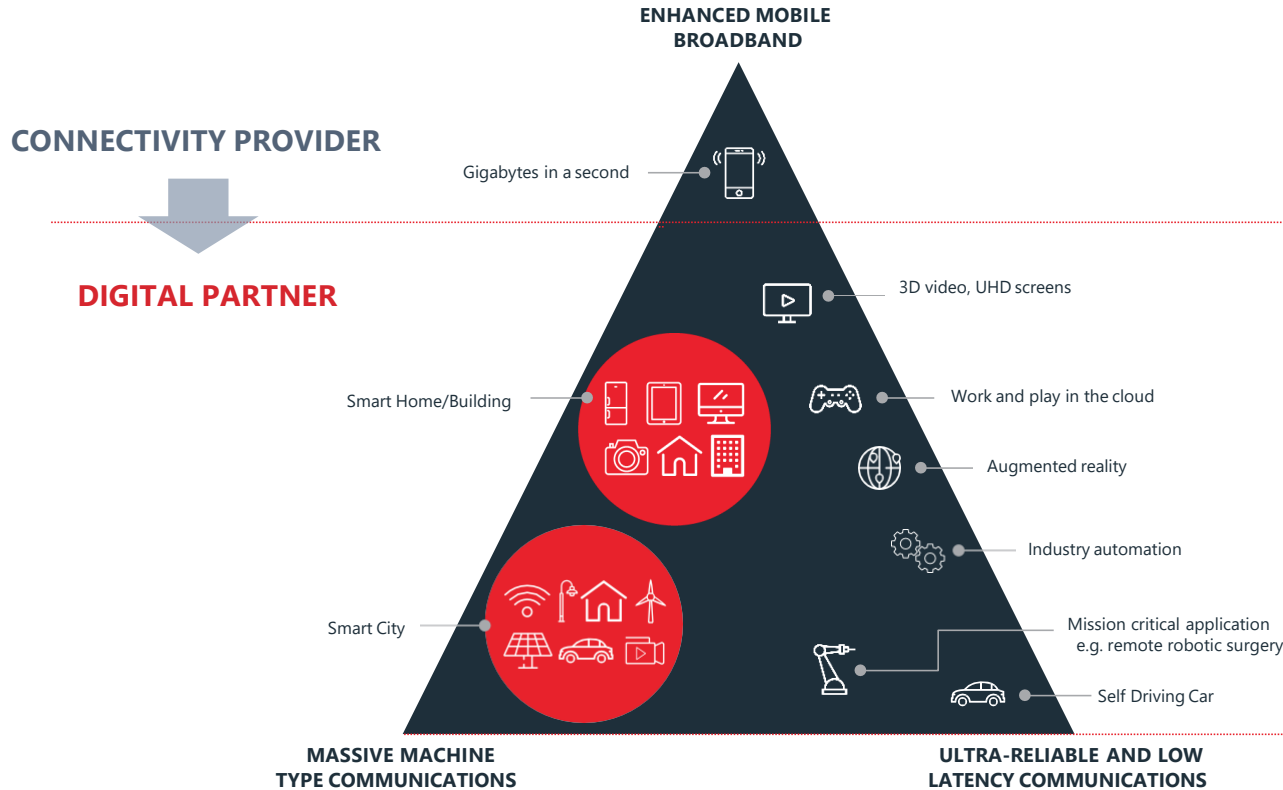 ENHANCED MOBILE
BROADBAND
CONNECTIVITY PROVIDER
Gigabytes in a second
DIGITAL PARTNER
3D video, UHD screens
Smart Home/Building
Work and play in the cloud
Augmented reality
Industry automation
Smart City
Mission critical application
e.g. remote robotic surgery
Self Driving Car
MASSIVE MACHINE
TYPE COMMUNICATIONS
ULTRA-RELIABLE AND LOW
LATENCY COMMUNICATIONS